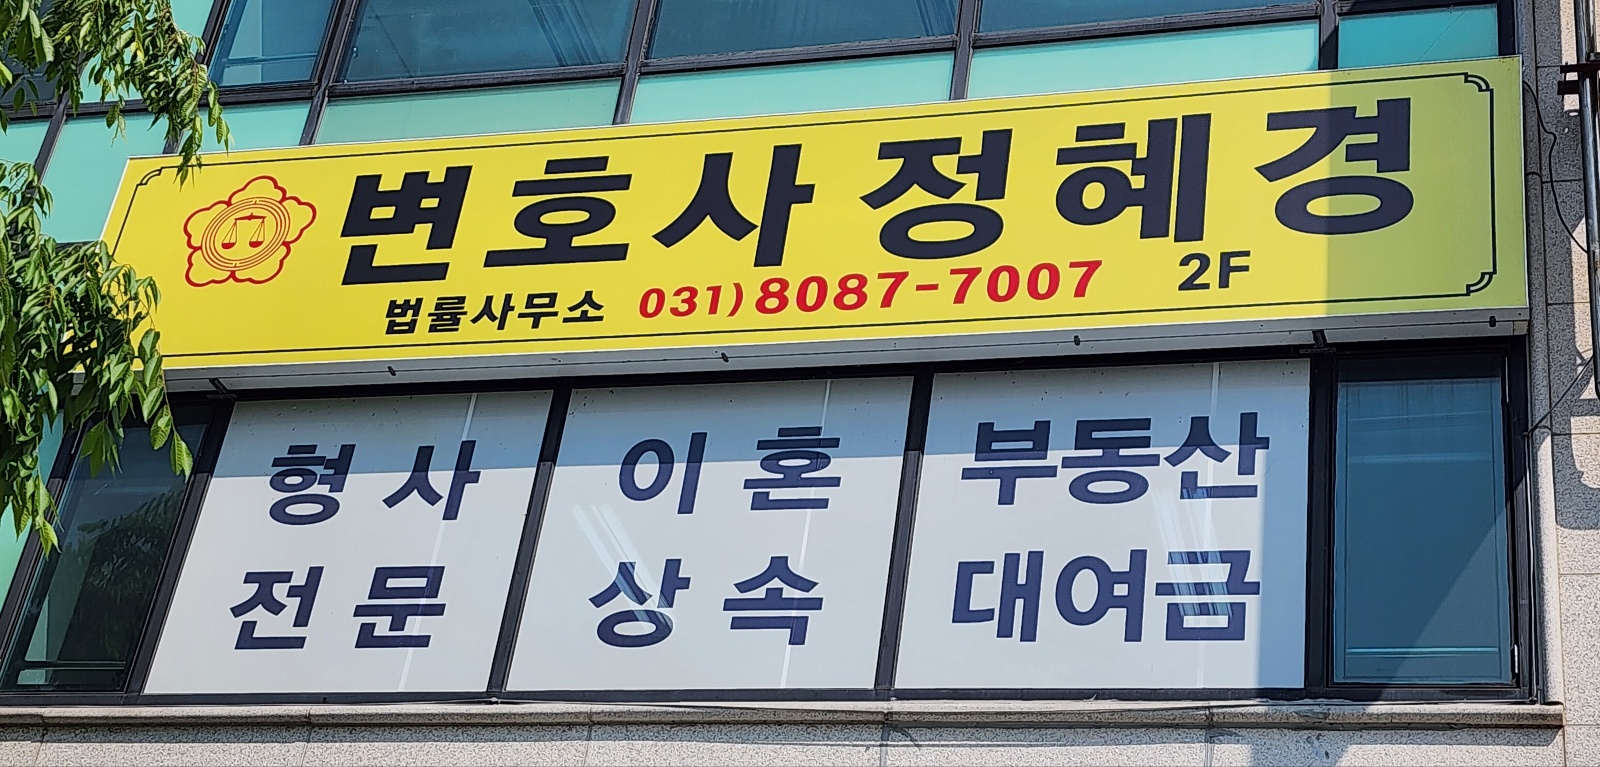 변호사 정혜경
법률사무소 031) 8087-7007 2F
형사 이혼 부동산
전문 상속 대여금